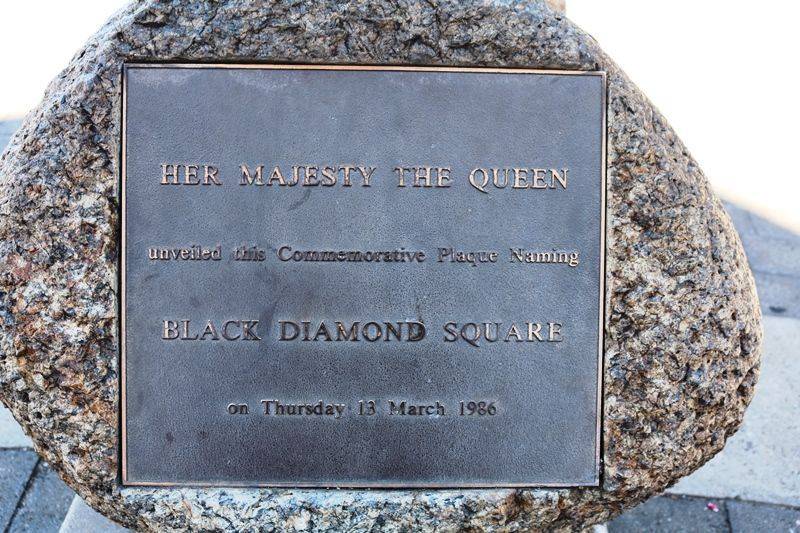 HER MAJESTY THE QUEEN
unveiled this Commemorative Plaque Naming
BLACK DIAMOND SQUARE
on Thursday 13 March 1986